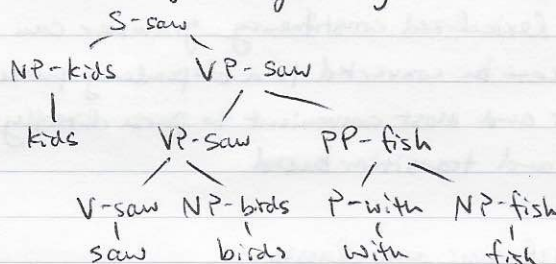 S-saw
NP-kids VP-saw
kids VP-saw PP-fish
V-saw NP-birds P-with NP-fish
saw birds with fish